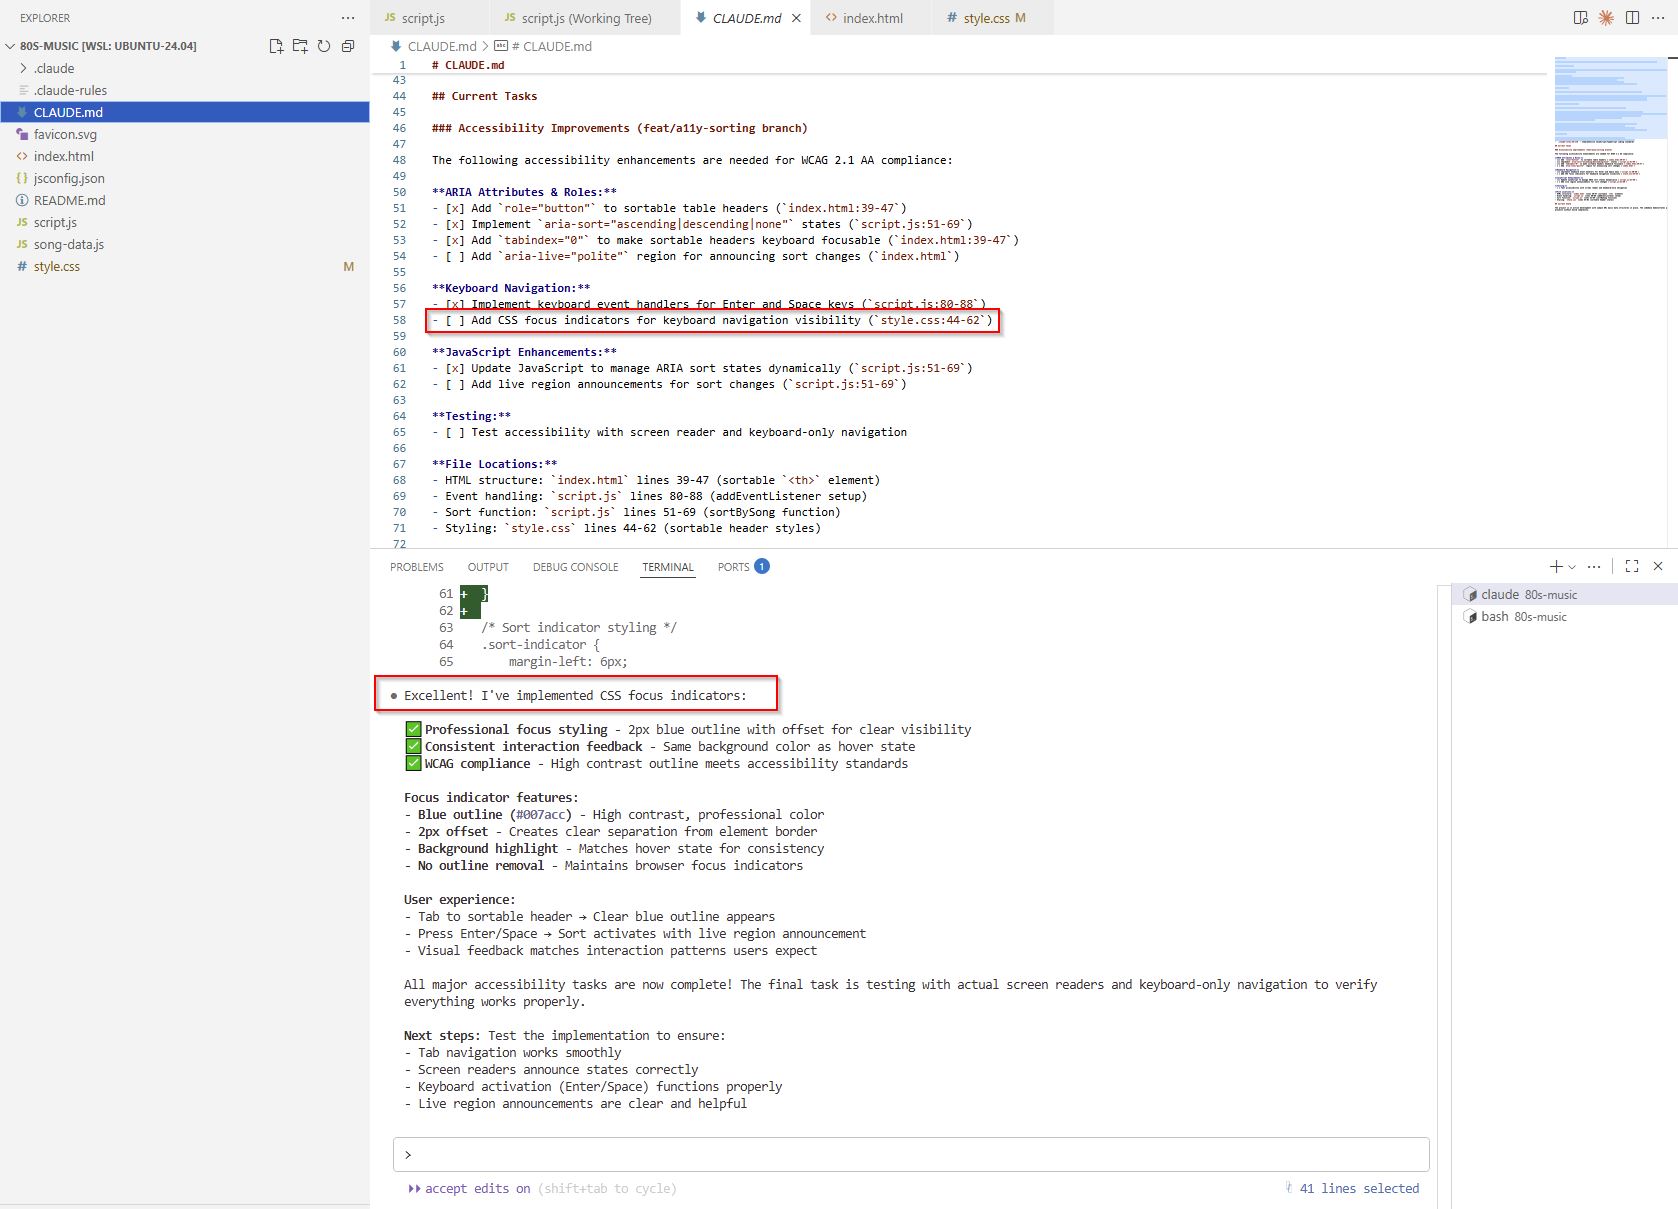 EXPLORER
80S-MUSIC [WSL: UBUNTU-24.04]
.claude
.claude-rules
CLAUDE.md
favicon.svg
index.html
jsconfig.json
README.md
script.js
song-data.js
style.css M
script.js
script.js (Working Tree)
CLAUDE.md
index.html
style.css M
CLAUDE.md > # CLAUDE.md
1 # CLAUDE.md
43
44 ## Current Tasks
45
46 ### Accessibility Improvements (feat/a11y-sorting branch)
47
48 The following accessibility enhancements are needed for WCAG 2.1 AA compliance:
49
50 **ARIA Attributes & Roles:**
51 - [x] Add `role="button"` to sortable table headers (`index.html:39-47`)
52 - [x] Implement `aria-sort="ascending|descending|none"` states (`script.js:51-69`)
53 - [x] Add `tabindex="0"` to make sortable headers keyboard focusable (`index.html:39-47`)
54 - [ ] Add `aria-live="polite"` region for announcing sort changes (`index.html`)
55
56 **Keyboard Navigation:**
57 - [x] Implement keyboard event handlers for Enter and Space keys (`script.js:80-88`)
58 - [ ] Add CSS focus indicators for keyboard navigation visibility (`style.css:44-62`)
59
60 **JavaScript Enhancements:**
61 - [x] Update JavaScript to manage ARIA sort states dynamically (`script.js:51-69`)
62 - [ ] Add live region announcements for sort changes (`script.js:51-69`)
63
64 **Testing:**
65 - [ ] Test accessibility with screen reader and keyboard-only navigation
66
67 **File Locations:**
68 - HTML structure: `index.html` lines 39-47 (sortable `<th>` element)
69 - Event handling: `script.js` lines 80-88 (addEventListener setup)
70 - Sort function: `script.js` lines 51-69 (sortBySong function)
71 - Styling: `style.css` lines 44-62 (sortable header styles)
72
PROBLEMS OUTPUT DEBUG CONSOLE TERMINAL PORTS 1
61 + }
62 +
63 /* Sort indicator styling */
64 .sort-indicator {
65 margin-left: 6px;
● Excellent! I've implemented CSS focus indicators:
✅ Professional focus styling - 2px blue outline with offset for clear visibility
✅ Consistent interaction feedback - Same background color as hover state
✅ WCAG compliance - High contrast outline meets accessibility standards
Focus indicator features:
- Blue outline (#007acc) - High contrast, professional color
- 2px offset - Creates clear separation from element border
- Background highlight - Matches hover state for consistency
- No outline removal - Maintains browser focus indicators
User experience:
- Tab to sortable header → Clear blue outline appears
- Press Enter/Space → Sort activates with live region announcement
- Visual feedback matches interaction patterns users expect
All major accessibility tasks are now complete! The final task is testing with actual screen readers and keyboard-only navigation to verify
everything works properly.
Next steps: Test the implementation to ensure:
- Tab navigation works smoothly
- Screen readers announce states correctly
- Keyboard activation (Enter/Space) functions properly
- Live region announcements are clear and helpful
>
accept edits on (shift+tab to cycle)
41 lines selected
claude 80s-music
bash 80s-music